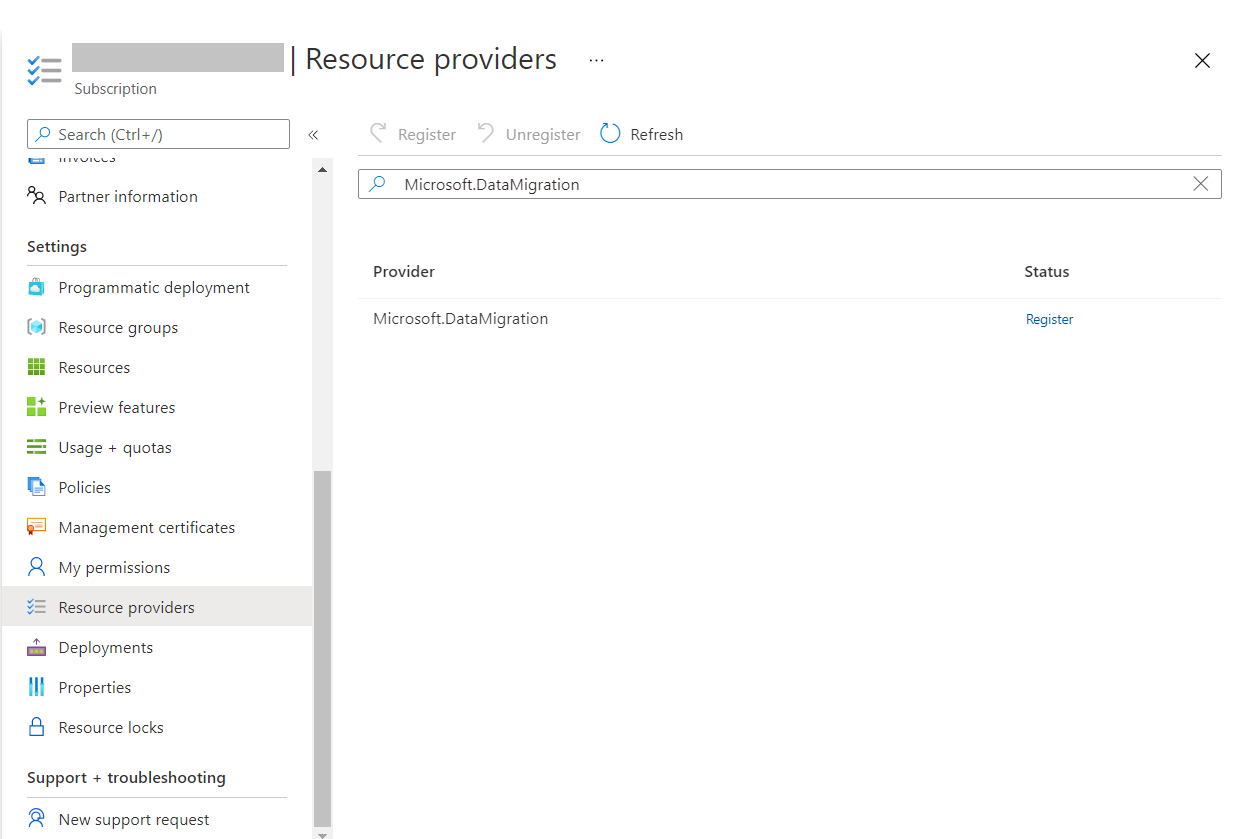 | Resource providers ...
Subscription
Search (Ctrl+/)
«
Register
Unregister
Refresh
Invoices
Partner information
Settings
Programmatic deployment
Resource groups
Resources
Preview features
Usage + quotas
Policies
Management certificates
My permissions
Resource providers
Deployments
Properties
Resource locks
Support + troubleshooting
New support request
Microsoft.DataMigration
Provider
Status
Microsoft.DataMigration
Register